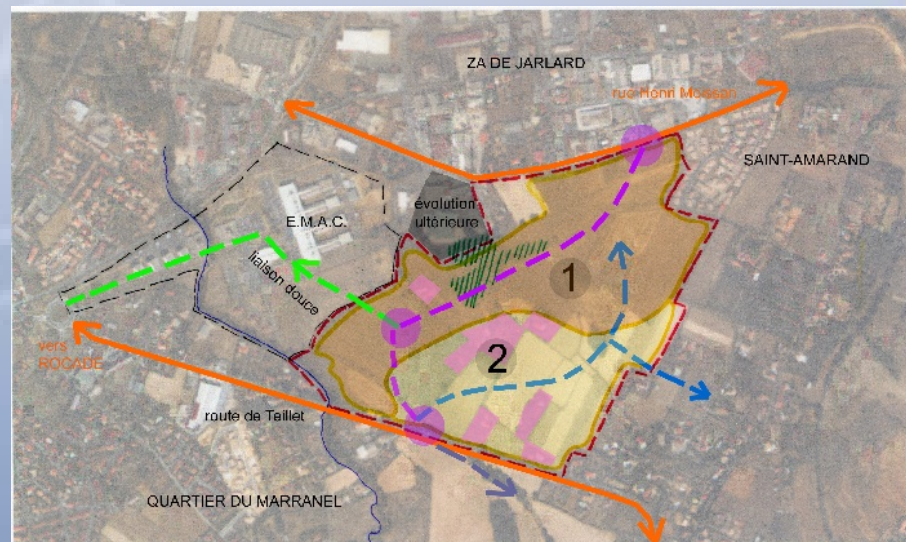 ZA DE JARLARD
rue Henri Moissan
SAINT-AMARAND
évolution
ultérieure
E.M.A.C.
liaison douce
1
2
vers
ROCADE
route de Teillet
QUARTIER DU MARRANEL